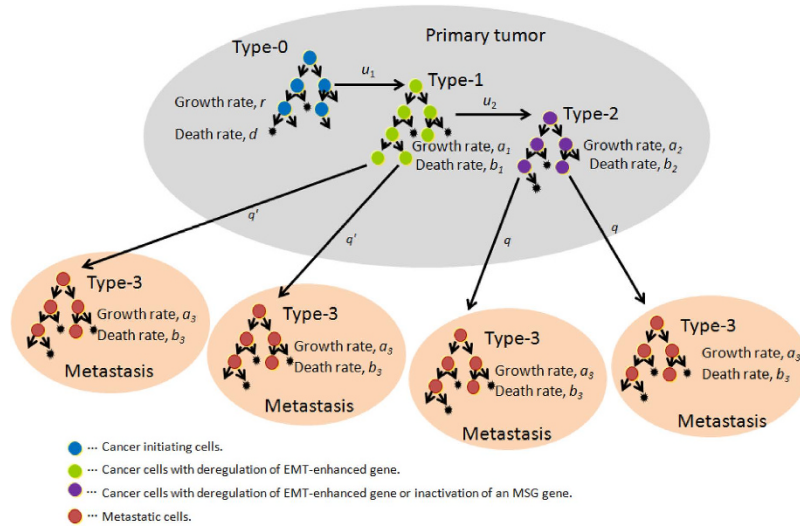 Primary tumor
Type-0
u1
Type-1
Growth rate, r
u2
Type-2
Death rate, d
Growth rate, a1
Death rate, b1
Growth rate, a2
Death rate, b2
q'
q'
q
q
Type-3
Growth rate, a3
Death rate, b3
Metastasis
Type-3
Growth rate, a3
Death rate, b3
Metastasis
Type-3
Growth rate, a3
Death rate, b3
Metastasis
Type-3
Growth rate, a3
Death rate, b3
Metastasis
... Cancer initiating cells.
... Cancer cells with deregulation of EMT-enhanced gene.
... Cancer cells with deregulation of EMT-enhanced gene or inactivation of an MSG gene.
... Metastatic cells.